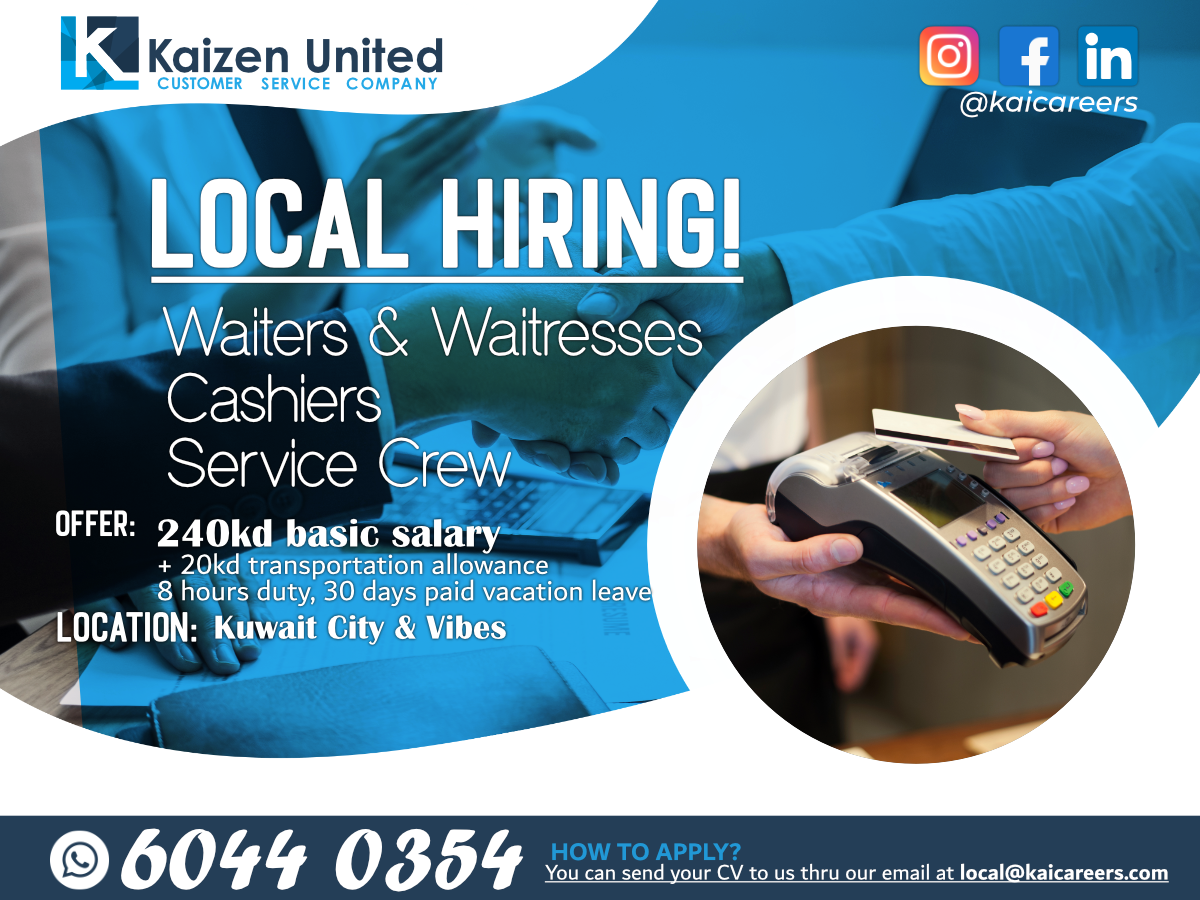 Kaizen United
CUSTOMER SERVICE COMPANY
@kaicareers
LOCAL HIRING!
Waiters & Waitresses
Cashiers
Service Crew
OFFER: 240kd basic salary
+ 20kd transportation allowance
8 hours duty, 30 days paid vacation leave
LOCATION: Kuwait City & Vibes
6044 0354
HOW TO APPLY?
You can send your CV to us thru our email at local@kaicareers.com